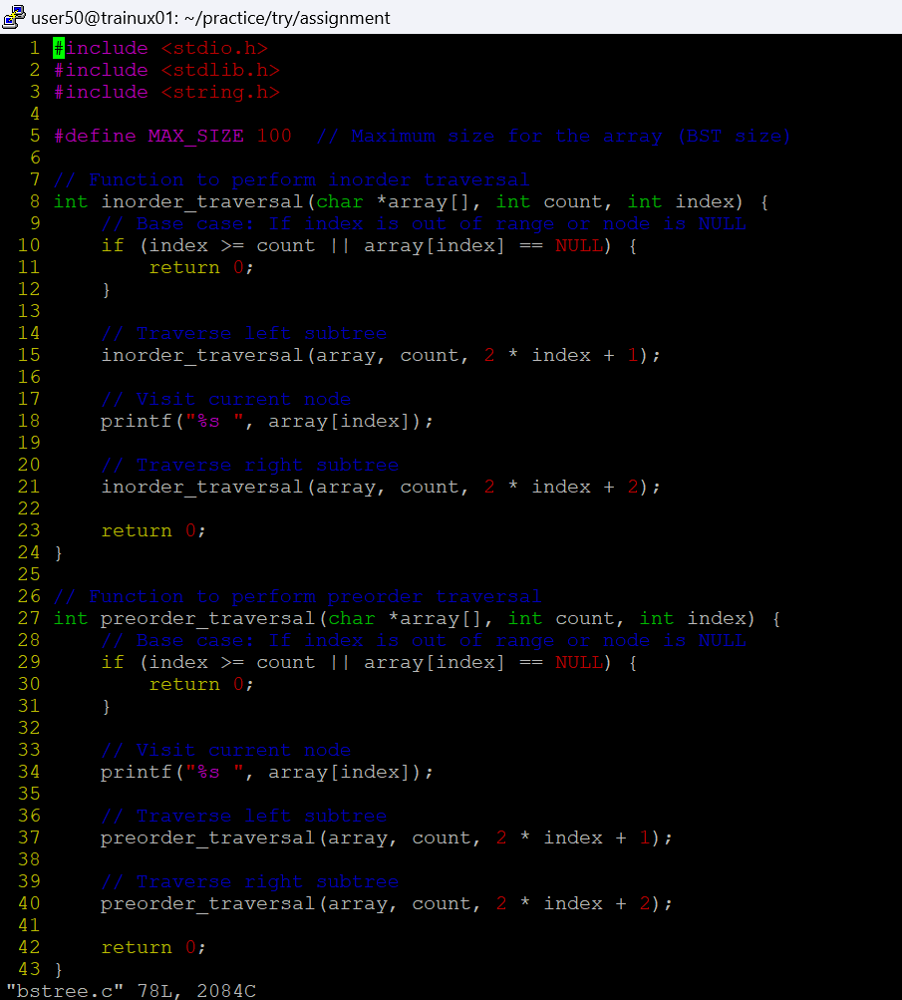 user50@trainux01: ~/practice/try/assignment
1 #include <stdio.h>
2 #include <stdlib.h>
3 #include <string.h>
4
5 #define MAX_SIZE 100  // Maximum size for the array (BST size)
6
7 // Function to perform inorder traversal
8 int inorder_traversal(char *array[], int count, int index) {
9     // Base case: If index is out of range or node is NULL
10     if (index >= count || array[index] == NULL) {
11         return 0;
12     }
13
14     // Traverse left subtree
15     inorder_traversal(array, count, 2 * index + 1);
16
17     // Visit current node
18     printf("%s ", array[index]);
19
20     // Traverse right subtree
21     inorder_traversal(array, count, 2 * index + 2);
22
23     return 0;
24 }
25
26 // Function to perform preorder traversal
27 int preorder_traversal(char *array[], int count, int index) {
28     // Base case: If index is out of range or node is NULL
29     if (index >= count || array[index] == NULL) {
30         return 0;
31     }
32
33     // Visit current node
34     printf("%s ", array[index]);
35
36     // Traverse left subtree
37     preorder_traversal(array, count, 2 * index + 1);
38
39     // Traverse right subtree
40     preorder_traversal(array, count, 2 * index + 2);
41
42     return 0;
43 }
"bstree.c" 78L, 2084C